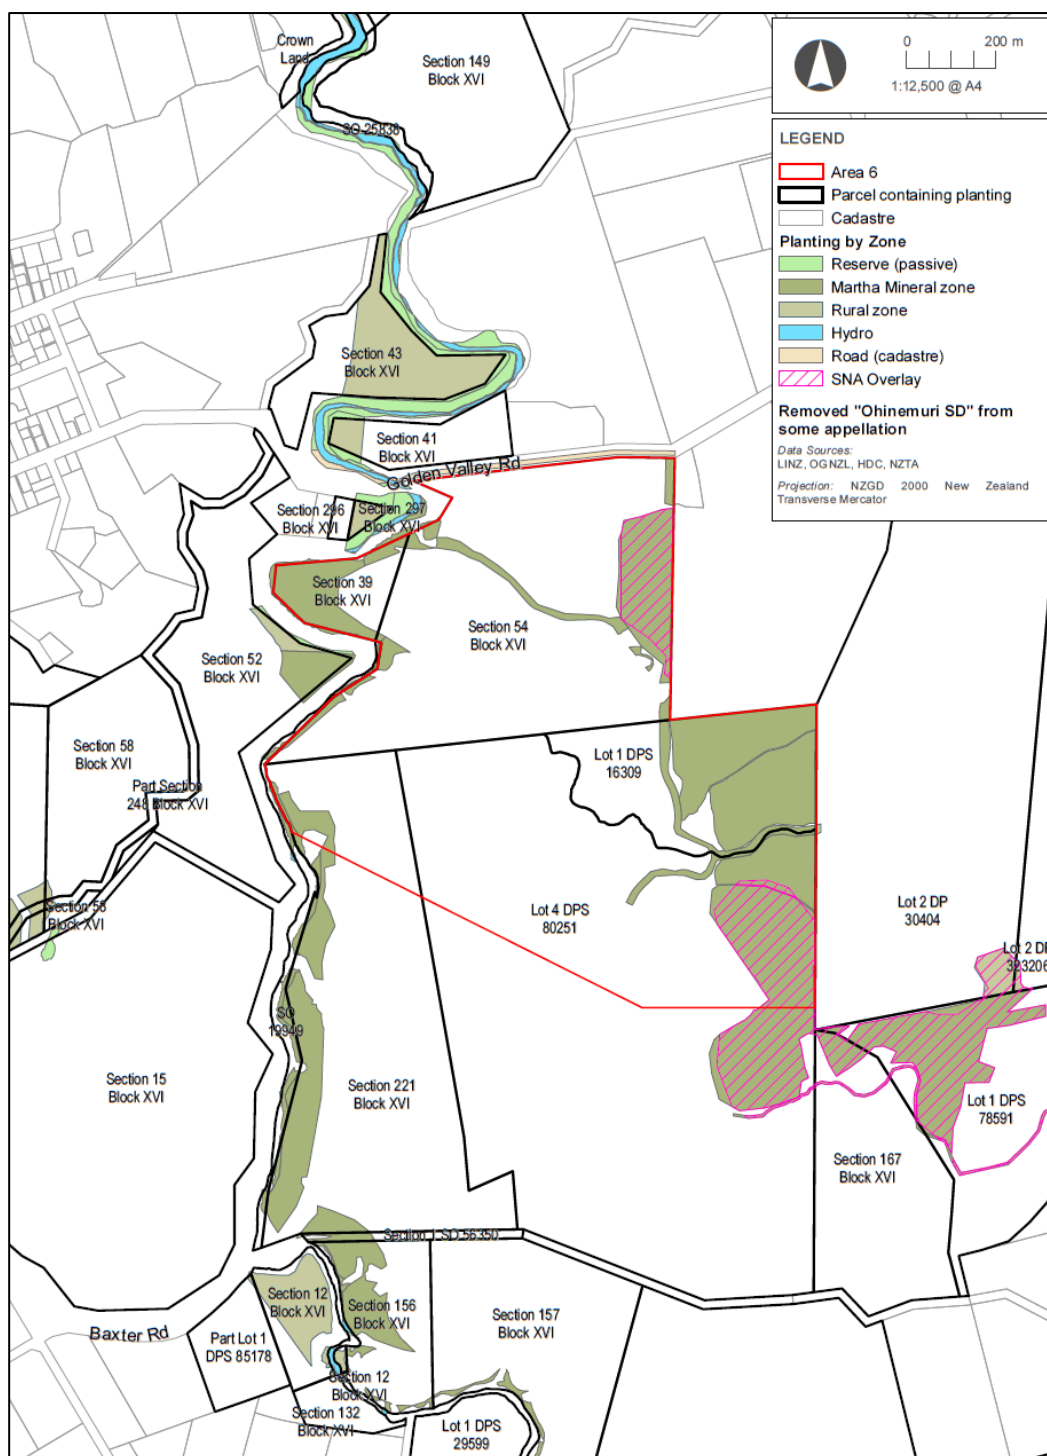 Crown
Land
Section 149
Block XVI
SO 25838
0 200 m
1:12,500 @ A4
LEGEND
Area 6
Parcel containing planting
Cadastre
Planting by Zone
Reserve (passive)
Martha Mineral zone
Rural zone
Hydro
Road (cadastre)
SNA Overlay
Removed "Ohinemuri SD" from
some appellation
Data Sources:
LINZ, OGNZL, HDC, NZTA
Projection: NZGD 2000 New Zealand
Transverse Mercator
Section 43
Block XVI
Section 41
Block XVI
Golden Valley Rd
Section 296
Block XVI
Section 297
Block XVI
Section 39
Block XVI
Section 54
Block XVI
Section 52
Block XVI
Section 58
Block XVI
Part Section
248 Block XVI
Lot 1 DPS
16309
Section 58
Block XVI
Lot 4 DPS
80251
Lot 2 DP
30404
Lot 2 DP
323206
SO
19949
Section 15
Block XVI
Section 221
Block XVI
Lot 1 DPS
78591
Section 167
Block XVI
Section 1 SO 56350
Section 12
Block XVI
Section 156
Block XVI
Section 157
Block XVI
Baxter Rd
Part Lot 1
DPS 85178
Section 12
Block XVI
Section 132
Block XVI
Lot 1 DPS
29599